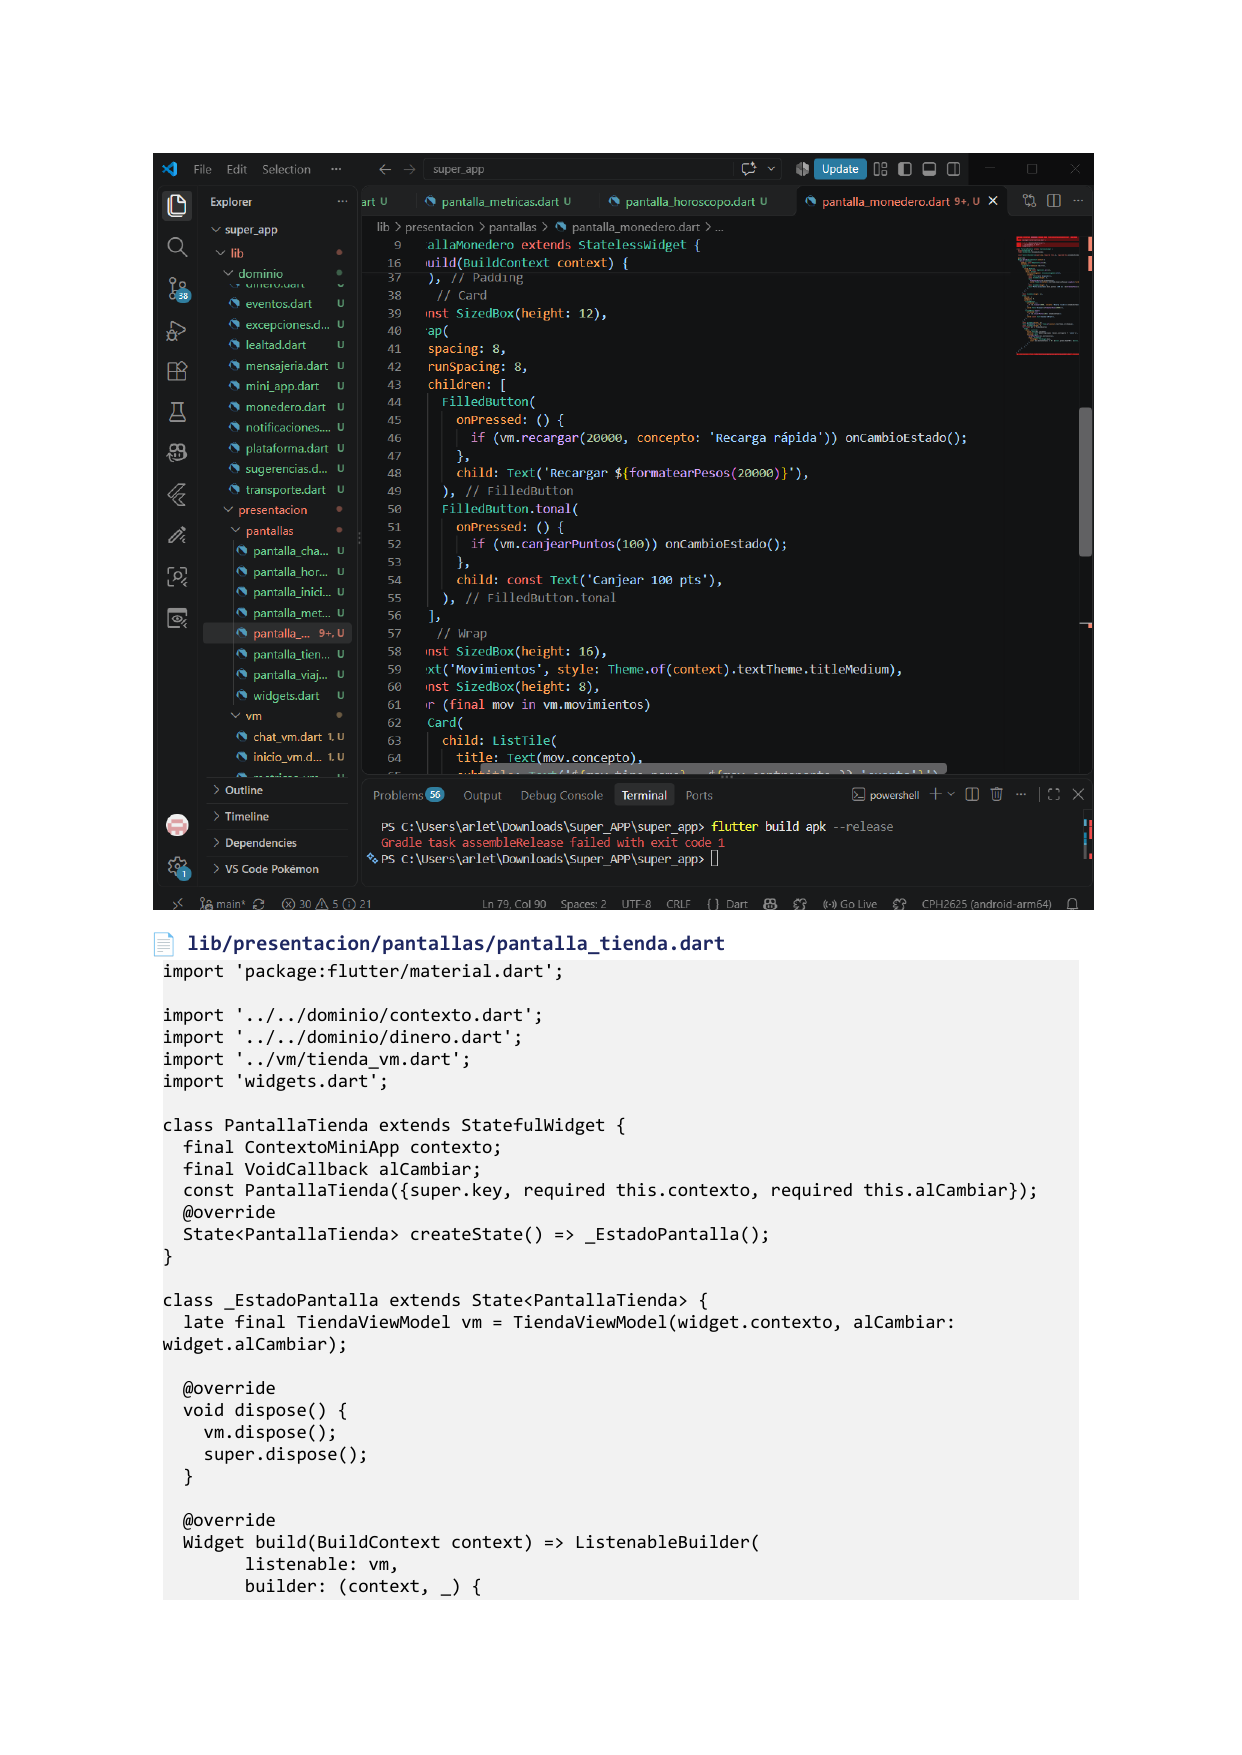 File Edit Selection ··· super_app Update
Explorer ···
super_app
lib
dominio
eventos.dart U
excepciones.d... U
lealtad.dart U
mensajeria.dart U
mini_app.dart U
monedero.dart U
notificaciones.... U
plataforma.dart U
sugerencias.d... U
transporte.dart U
presentacion
pantallas
pantalla_cha... U
pantalla_hor... U
pantalla_inici... U
pantalla_met... U
pantalla_... 9+, U
pantalla_tien... U
pantalla_viaj... U
widgets.dart U
vm
chat_vm.dart 1, U
inicio_vm.d... 1, U
Outline
Timeline
Dependencies
VS Code Pokémon
38
1
art U pantalla_metricas.dart U pantalla_horoscopo.dart U pantalla_monedero.dart 9+, U
lib > presentacion > pantallas > pantalla_monedero.dart > ...
9 allaMonedero extends StatelessWidget {
16 uild(BuildContext context) {
37 ), // Padding
38 // Card
39 nst SizedBox(height: 12),
40 ap(
41 spacing: 8,
42 runSpacing: 8,
43 children: [
44 FilledButton(
45 onPressed: () {
46 if (vm.recargar(20000, concepto: 'Recarga rápida')) onCambioEstado();
47 },
48 child: Text('Recargar ${formatearPesos(20000)}'),
49 ), // FilledButton
50 FilledButton.tonal(
51 onPressed: () {
52 if (vm.canjearPuntos(100)) onCambioEstado();
53 },
54 child: const Text('Canjear 100 pts'),
55 ), // FilledButton.tonal
56 ],
57 // Wrap
58 nst SizedBox(height: 16),
59 xt('Movimientos', style: Theme.of(context).textTheme.titleMedium),
60 nst SizedBox(height: 8),
61 r (final mov in vm.movimientos)
62 Card(
63 child: ListTile(
64 title: Text(mov.concepto),
Problems 56 Output Debug Console Terminal Ports powershell
PS C:\Users\arlet\Downloads\Super_APP\super_app> flutter build apk --release
Gradle task assembleRelease failed with exit code 1
PS C:\Users\arlet\Downloads\Super_APP\super_app>
main* 30 5 21 Ln 79, Col 90 Spaces: 2 UTF-8 CRLF { } Dart Go Live CPH2625 (android-arm64)
lib/presentacion/pantallas/pantalla_tienda.dart
import 'package:flutter/material.dart';
import '../../dominio/contexto.dart';
import '../../dominio/dinero.dart';
import '../vm/tienda_vm.dart';
import 'widgets.dart';
class PantallaTienda extends StatefulWidget {
final ContextoMiniApp contexto;
final VoidCallback alCambiar;
const PantallaTienda({super.key, required this.contexto, required this.alCambiar});
@override
State<PantallaTienda> createState() => _EstadoPantalla();
}
class _EstadoPantalla extends State<PantallaTienda> {
late final TiendaViewModel vm = TiendaViewModel(widget.contexto, alCambiar:
widget.alCambiar);
@override
void dispose() {
vm.dispose();
super.dispose();
}
@override
Widget build(BuildContext context) => ListenableBuilder(
listenable: vm,
builder: (context, _) {